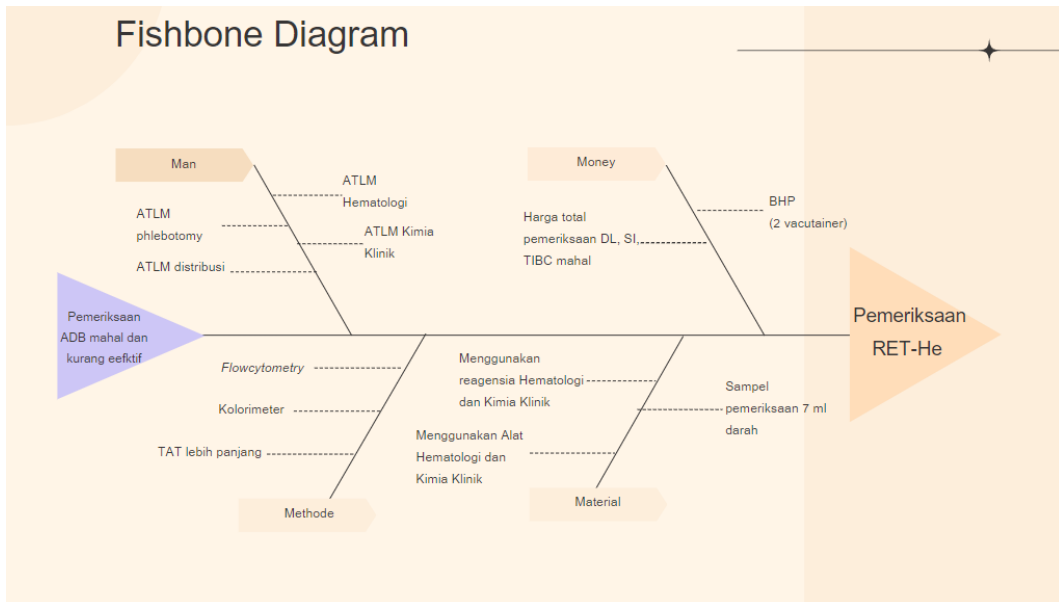 Fishbone Diagram
Man
ATLM
Hematologi
ATLM
phlebotomy
ATLM Kimia
Klinik
ATLM distribusi
Money
BHP
(2 vacutainer)
Harga total
pemeriksaan DL, SI,
TIBC mahal
Pemeriksaan
ADB mahal dan
kurang eefktif
Pemeriksaan
RET-He
Flowcytometry
Kolorimeter
TAT lebih panjang
Methode
Menggunakan
reagensia Hematologi
dan Kimia Klinik
Menggunakan Alat
Hematologi dan
Kimia Klinik
Sampel
pemeriksaan 7 ml
darah
Material